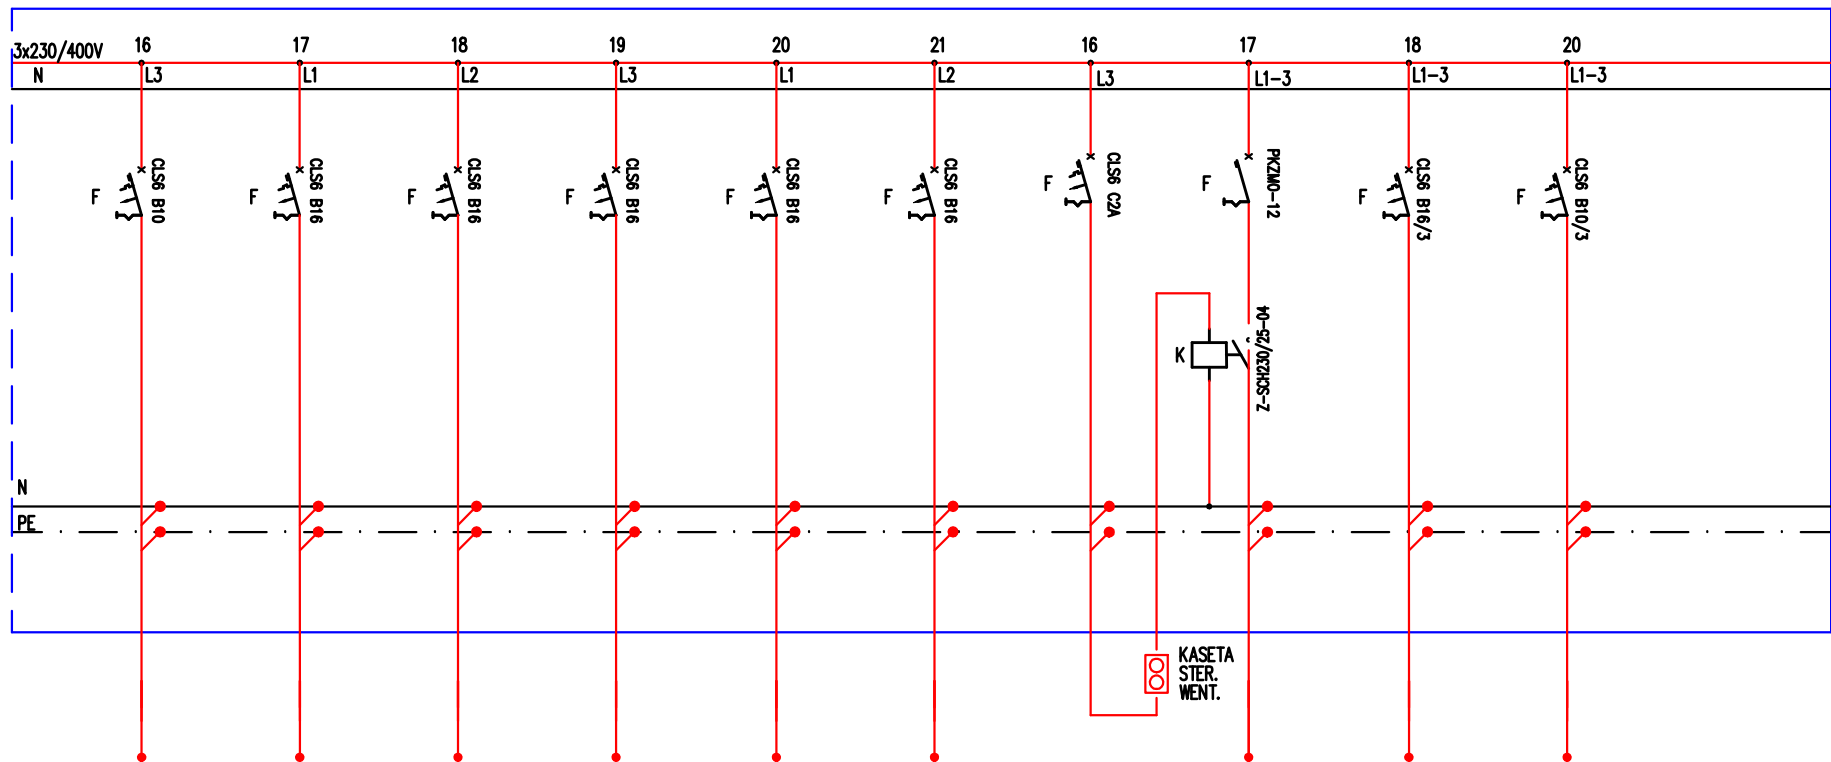 3x230/400V
16
17
18
19
20
21
16
17
18
20
N
L3
L1
L2
L3
L1
L2
L3
L1-3
L1-3
L1-3
F
CLS6 B10
F
CLS6 B16
F
CLS6 B16
F
CLS6 B16
F
CLS6 B16
F
CLS6 B16
F
CLS6 C2A
F
PKZM0-12
F
CLS6 B16/3
F
CLS6 B10/3
K
Z-SCH230/25-04
N
PE
KASETA
STER.
WENT.